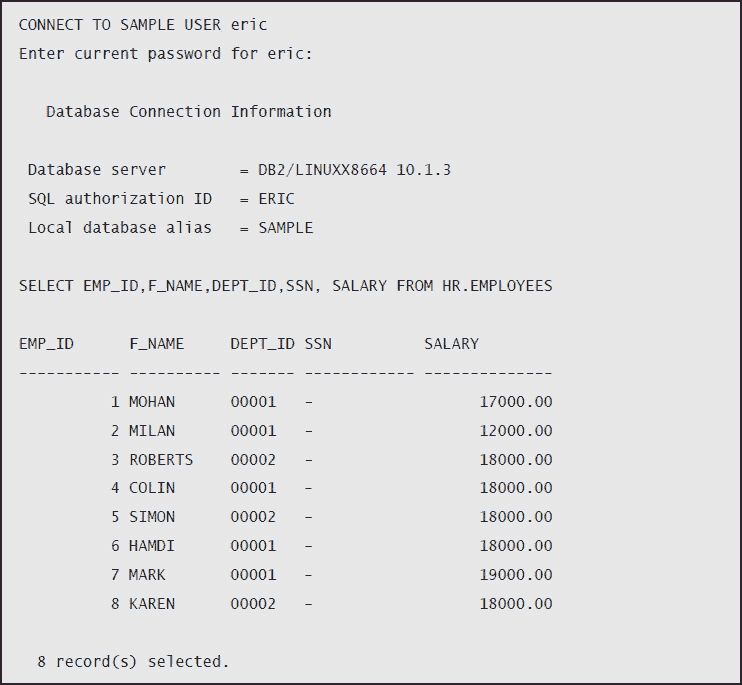 CONNECT TO SAMPLE USER eric
Enter current password for eric:
Database Connection Information
Database server = DB2/LINUXX8664 10.1.3
SQL authorization ID = ERIC
Local database alias = SAMPLE
SELECT EMP_ID,F_NAME,DEPT_ID,SSN, SALARY FROM HR.EMPLOYEES
EMP_ID F_NAME DEPT_ID SSN SALARY
----------- ---------- ------- ------------ --------------
1 MOHAN 00001 - 17000.00
2 MILAN 00001 - 12000.00
3 ROBERTS 00002 - 18000.00
4 COLIN 00001 - 18000.00
5 SIMON 00002 - 18000.00
6 HAMDI 00001 - 18000.00
7 MARK 00001 - 19000.00
8 KAREN 00002 - 18000.00
8 record(s) selected.